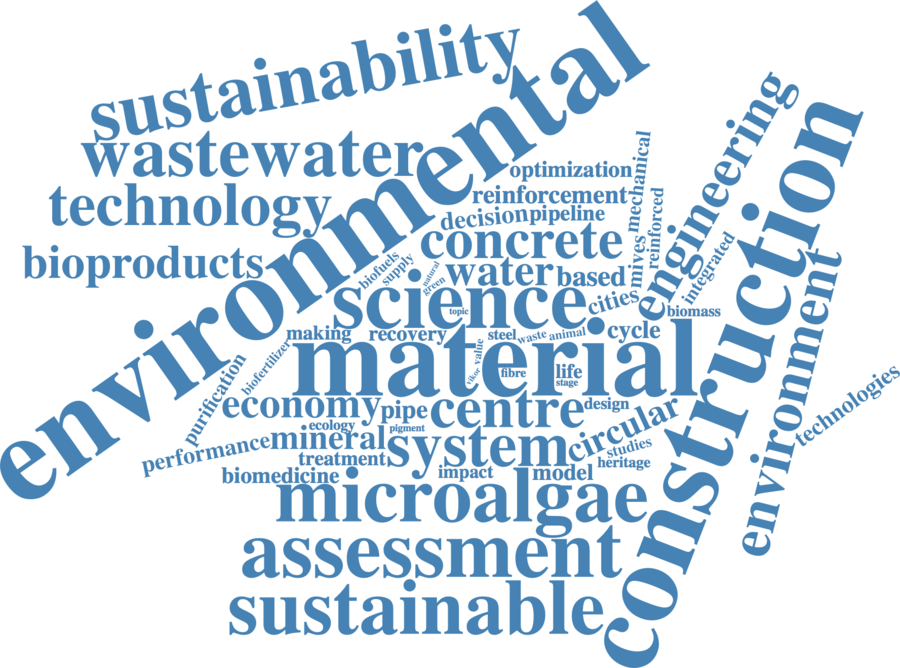 sustainability
environmental
wastewater
technology
bioproducts
optimization
mechanical
engineering
construction
reinforcement
decision
pipeline
reinforced
concrete
mives
integrated
biofuels
supply
natural
green
water
based
science
cities
topic
biomass
environment
making
recovery
steel
waste
animal
cycle
material
value
vikor
fibre
life
stage
biofertilizer
purification
technologies
economy
pipe
centre
design
circular
ecology
pigment
performance
mineral
system
studies
treatment
heritage
biomedicine
impact
model
microalgae
assessment
sustainable